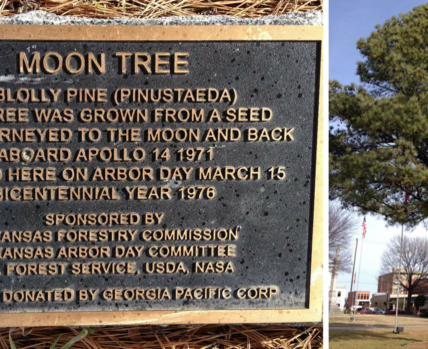 MOON TREE
BLOLLY PINE (PINUSTAEDA)
REE WAS GROWN FROM A SEED
RNEYED TO THE MOON AND BACK
ABOARD APOLLO 14 1971
D HERE ON ARBOR DAY MARCH 15
BICENTENNIAL YEAR 1976
SPONSORED BY
ANSAS FORESTRY COMMISSION
KANSAS ARBOR DAY COMMITTEE
FOREST SERVICE, USDA, NASA
DONATED BY GEORGIA PACIFIC CORP